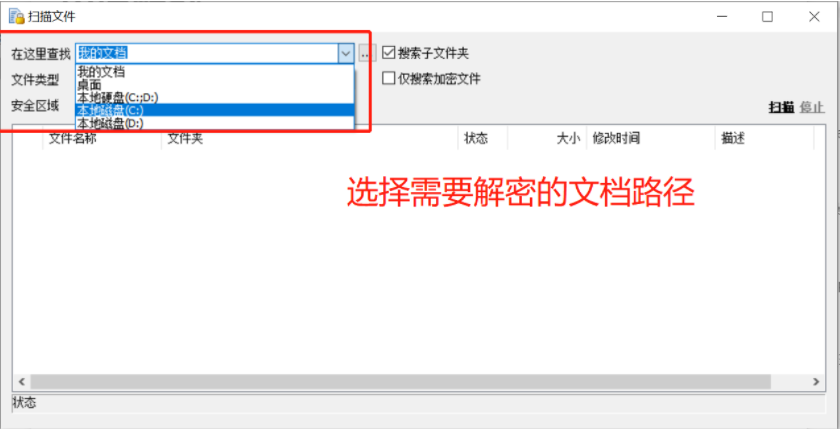 扫描文件
在这里查找 我的文档 .. 搜索子文件夹
我的文档
文件类型 仅搜索加密文件
桌面
本地硬盘(C:;D:)
安全区域 本地磁盘(C:) 扫描 停止
本地磁盘(D:)
文件名称 文件夹 状态 大小 修改时间 描述
选择需要解密的文档路径
状态